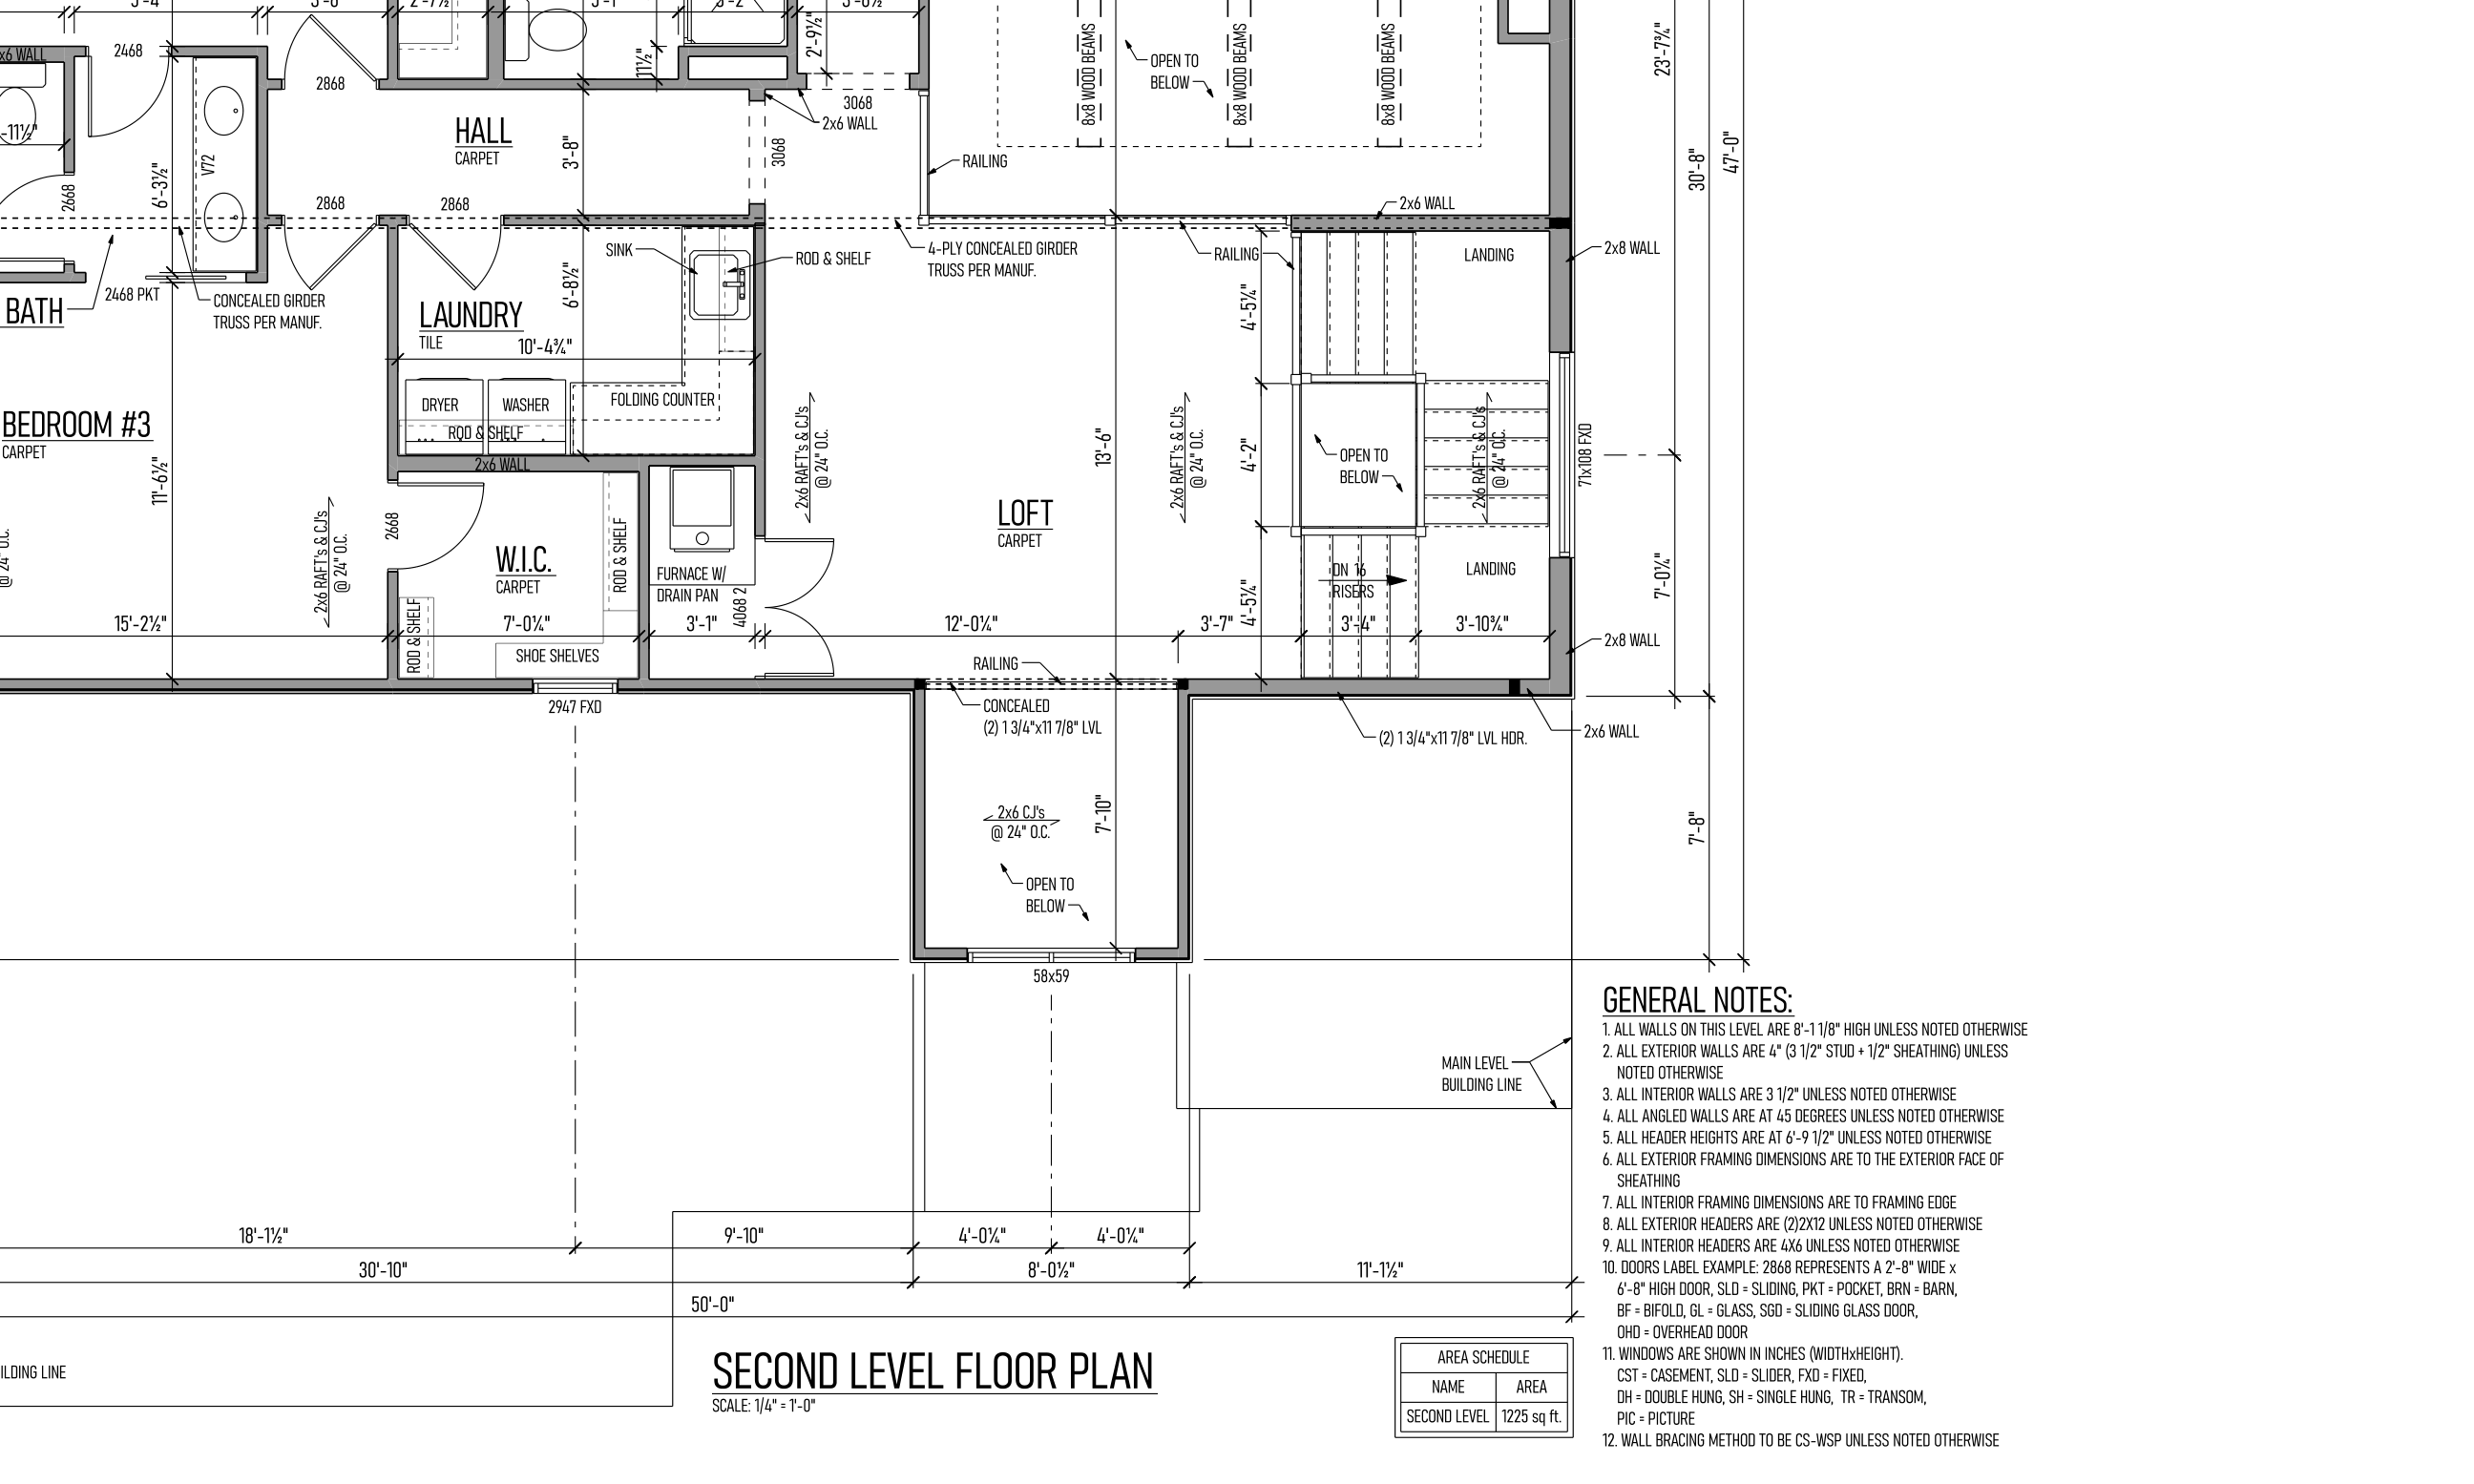 2'-9½"
11½"
23'-7¾"
8x8 WOOD BEAMS
8x8 WOOD BEAMS
8x8 WOOD BEAMS
OPEN TO
BELOW
2468
2868
3068
2x6 WALL
HALL
CARPET
3'-8"
3068
-11½"
V72
6'-3½"
2668
RAILING
30'-8"
47'-0"
2868
2868
2x6 WALL
SINK
ROD & SHELF
4-PLY CONCEALED GIRDER
TRUSS PER MANUF.
RAILING
LANDING
2x8 WALL
6'-8½"
2468 PKT
CONCEALED GIRDER
TRUSS PER MANUF.
BATH
LAUNDRY
TILE
10'-4¾"
4'-5¼"
DRYER
WASHER
FOLDING COUNTER
ROD & SHELF
2x6 WALL
BEDROOM #3
CARPET
11'-6½"
2x6 RAFT's & CJ's
@ 24" O.C.
13'-6"
2x6 RAFT's & CJ's
@ 24" O.C.
4'-2"
OPEN TO
BELOW
2x6 RAFT's & CJ's
@ 24" O.C.
71x108 FXD
LOFT
CARPET
@ 24" O.C.
2x6 RAFT's & CJ's
@ 24" O.C.
2668
W.I.C.
CARPET
ROD & SHELF
FURNACE W/
DRAIN PAN
4068 2
DN 16
RISERS
LANDING
4'-5¼"
7'-0¼"
15'-2½"
ROD & SHELF
7'-0¼"
3'-1"
12'-0¼"
3'-7"
3'-4"
3'-10¾"
SHOE SHELVES
2x8 WALL
RAILING
2947 FXD
CONCEALED
(2) 1 3/4"x11 7/8" LVL
(2) 1 3/4"x11 7/8" LVL HDR.
2x6 WALL
2x6 CJ's
@ 24" O.C.
7'-10"
7'-8"
OPEN TO
BELOW
58x59
MAIN LEVEL
BUILDING LINE
18'-1½"
9'-10"
4'-0¼"
4'-0¼"
30'-10"
8'-0½"
11'-1½"
50'-0"
ILDING LINE
SECOND LEVEL FLOOR PLAN
SCALE: 1/4" = 1'-0"
AREA SCHEDULE
NAME AREA
SECOND LEVEL 1225 sq ft.
GENERAL NOTES:
1. ALL WALLS ON THIS LEVEL ARE 8'-1 1/8" HIGH UNLESS NOTED OTHERWISE
2. ALL EXTERIOR WALLS ARE 4" (3 1/2" STUD + 1/2" SHEATHING) UNLESS
NOTED OTHERWISE
3. ALL INTERIOR WALLS ARE 3 1/2" UNLESS NOTED OTHERWISE
4. ALL ANGLED WALLS ARE AT 45 DEGREES UNLESS NOTED OTHERWISE
5. ALL HEADER HEIGHTS ARE AT 6'-9 1/2" UNLESS NOTED OTHERWISE
6. ALL EXTERIOR FRAMING DIMENSIONS ARE TO THE EXTERIOR FACE OF
SHEATHING
7. ALL INTERIOR FRAMING DIMENSIONS ARE TO FRAMING EDGE
8. ALL EXTERIOR HEADERS ARE (2)2X12 UNLESS NOTED OTHERWISE
9. ALL INTERIOR HEADERS ARE 4X6 UNLESS NOTED OTHERWISE
10. DOORS LABEL EXAMPLE: 2868 REPRESENTS A 2'-8" WIDE x
6'-8" HIGH DOOR, SLD = SLIDING, PKT = POCKET, BRN = BARN,
BF = BIFOLD, GL = GLASS, SGD = SLIDING GLASS DOOR,
OHD = OVERHEAD DOOR
11. WINDOWS ARE SHOWN IN INCHES (WIDTHxHEIGHT).
CST = CASEMENT, SLD = SLIDER, FXD = FIXED,
DH = DOUBLE HUNG, SH = SINGLE HUNG, TR = TRANSOM,
PIC = PICTURE
12. WALL BRACING METHOD TO BE CS-WSP UNLESS NOTED OTHERWISE